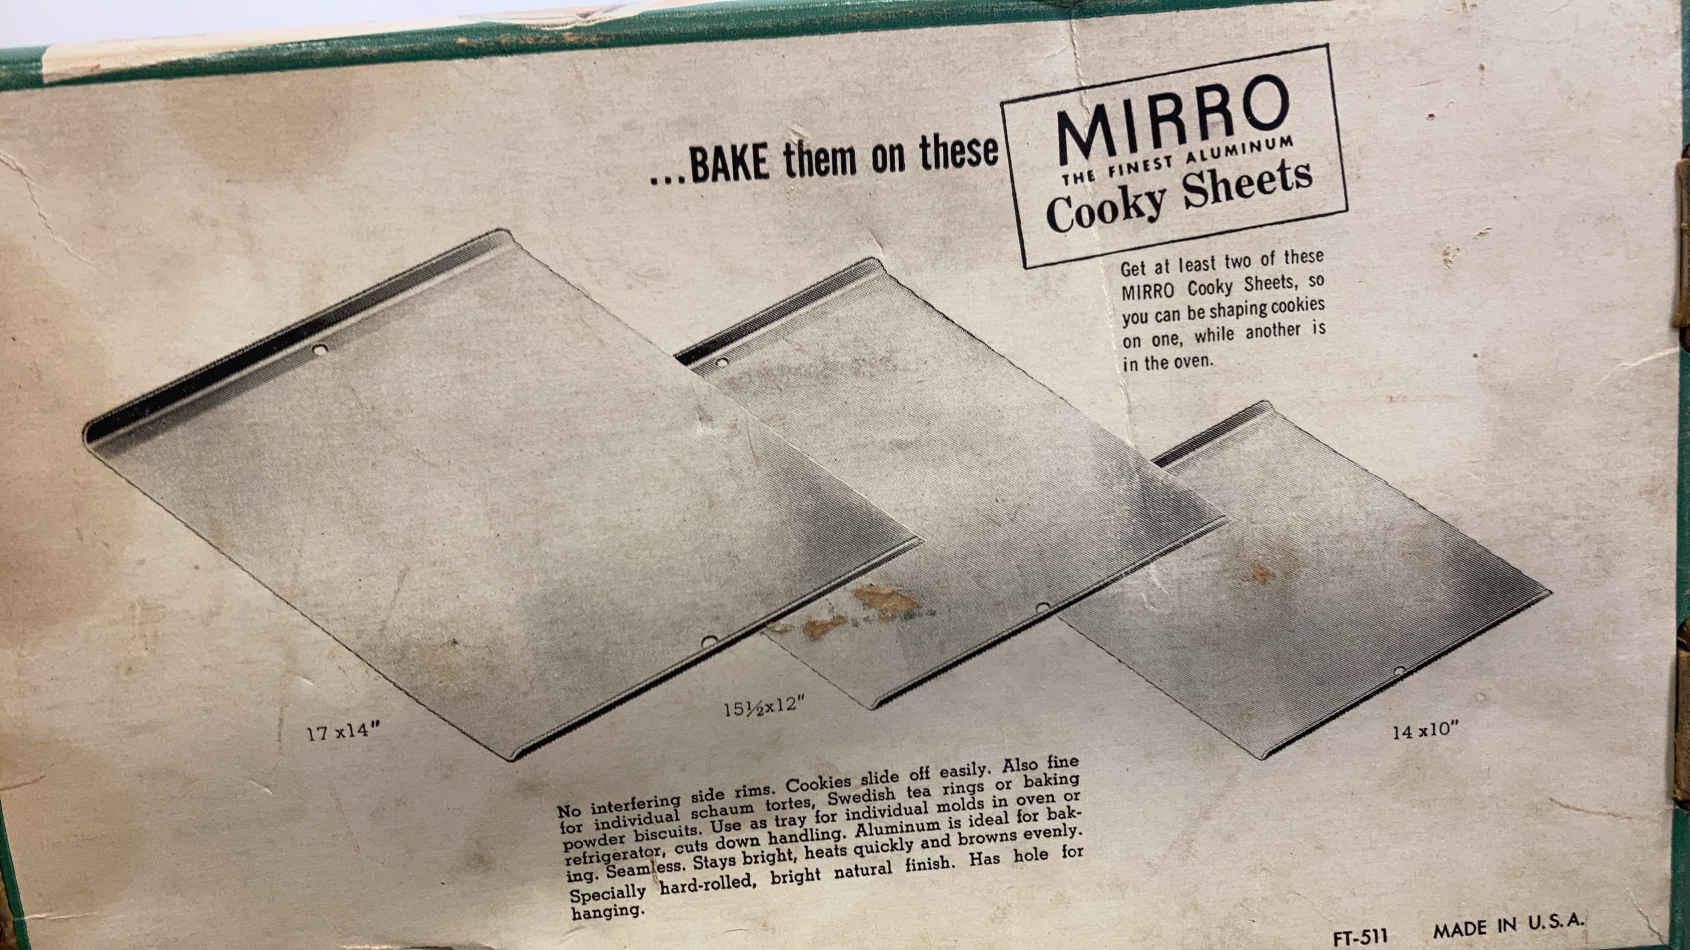 ...BAKE them on these
MIRRO
THE FINEST ALUMINUM
Cooky Sheets
Get at least two of these
MIRRO Cooky Sheets, so
you can be shaping cookies
on one, while another is
in the oven.
17 x14"
15½x12"
14 x10"
No interfering side rims. Cookies slide off easily. Also fine
for individual schaum tortes, Swedish tea rings or baking
powder biscuits. Use as tray for individual molds in oven or
refrigerator, cuts down handling. Aluminum is ideal for bak-
ing. Seamless. Stays bright, heats quickly and browns evenly.
Specially hard-rolled, bright natural finish. Has hole for
hanging.
FT-511 MADE IN U.S.A.